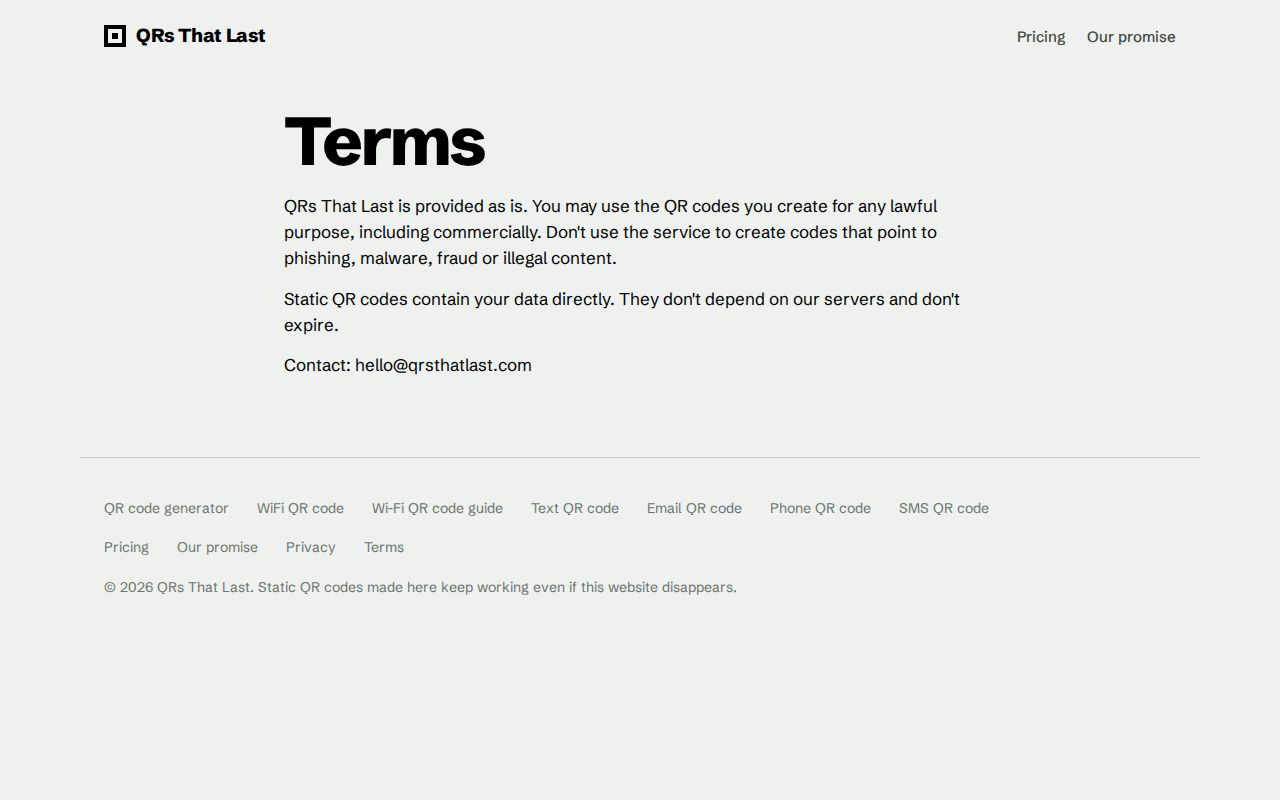 QRs That Last
Pricing
Our promise
Terms
QRs That Last is provided as is. You may use the QR codes you create for any lawful
purpose, including commercially. Don't use the service to create codes that point to
phishing, malware, fraud or illegal content.
Static QR codes contain your data directly. They don't depend on our servers and don't
expire.
Contact: hello@qrsthatlast.com
QR code generator
WiFi QR code
Wi-Fi QR code guide
Text QR code
Email QR code
Phone QR code
SMS QR code
Pricing
Our promise
Privacy
Terms
© 2026 QRs That Last. Static QR codes made here keep working even if this website disappears.